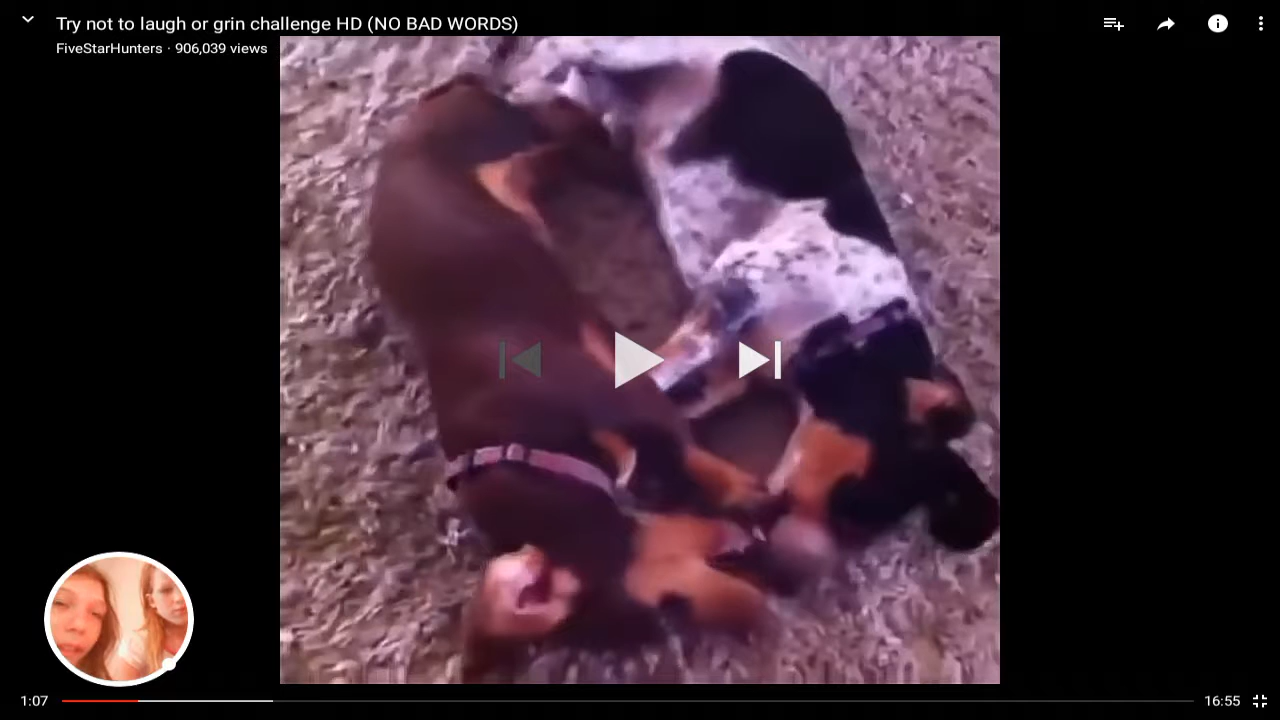 Try not to laugh or grin challenge HD (NO BAD WORDS)
FiveStarHunters · 906,039 views
1:07
16:55